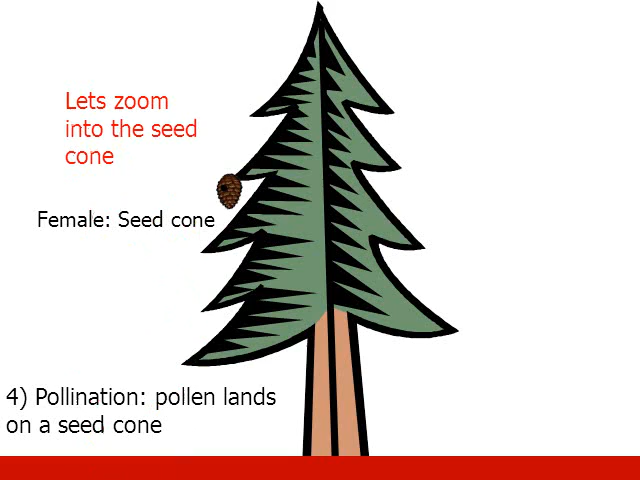 Lets zoom
into the seed
cone
Female: Seed cone
4) Pollination: pollen lands
on a seed cone